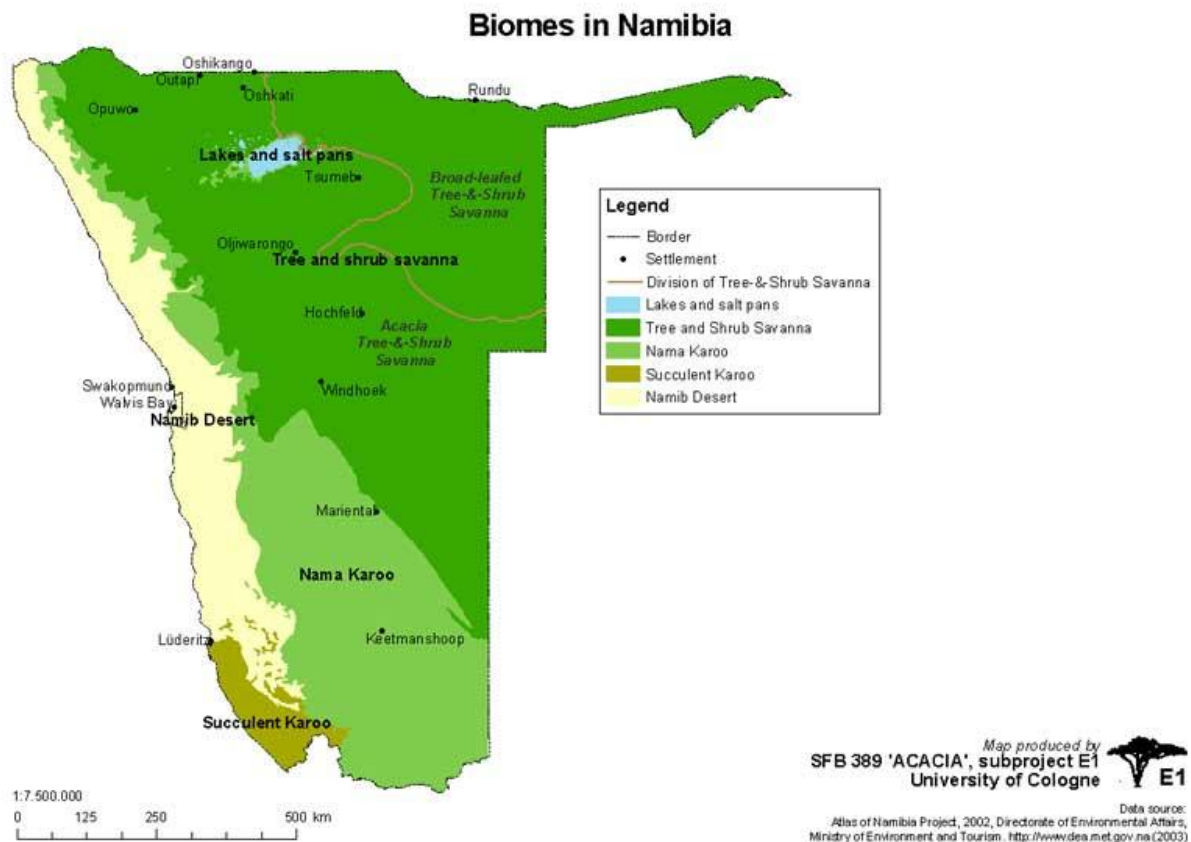 Biomes in Namibia
Oshikango
Outapi
Oshkati
Opuwo
Rundu
Lakes and salt pans
Tsumeb
Broad-leafed
Tree-&-Shrub
Savanna
Oljiwarongo
Tree and shrub savanna
Hochfeld
Acacia
Tree-&-Shrub
Savanna
Windhoek
Swakopmund
Walvis Bay
Namib Desert
Mariental
Nama Karoo
Lüderitz
Keetmanshoop
Succulent Karoo
Legend
Border
Settlement
Division of Tree-&-Shrub Savanna
Lakes and salt pans
Tree and Shrub Savanna
Nama Karoo
Succulent Karoo
Namib Desert
1:7.500.000
0 125 250 500 km
Map produced by
SFB 389 'ACACIA', subproject E1
University of Cologne
E1
Data source:
Atlas of Namibia Project, 2002, Directorate of Environmental Affairs,
Ministry of Environment and Tourism. http://www.dea.met.gov.na (2003)